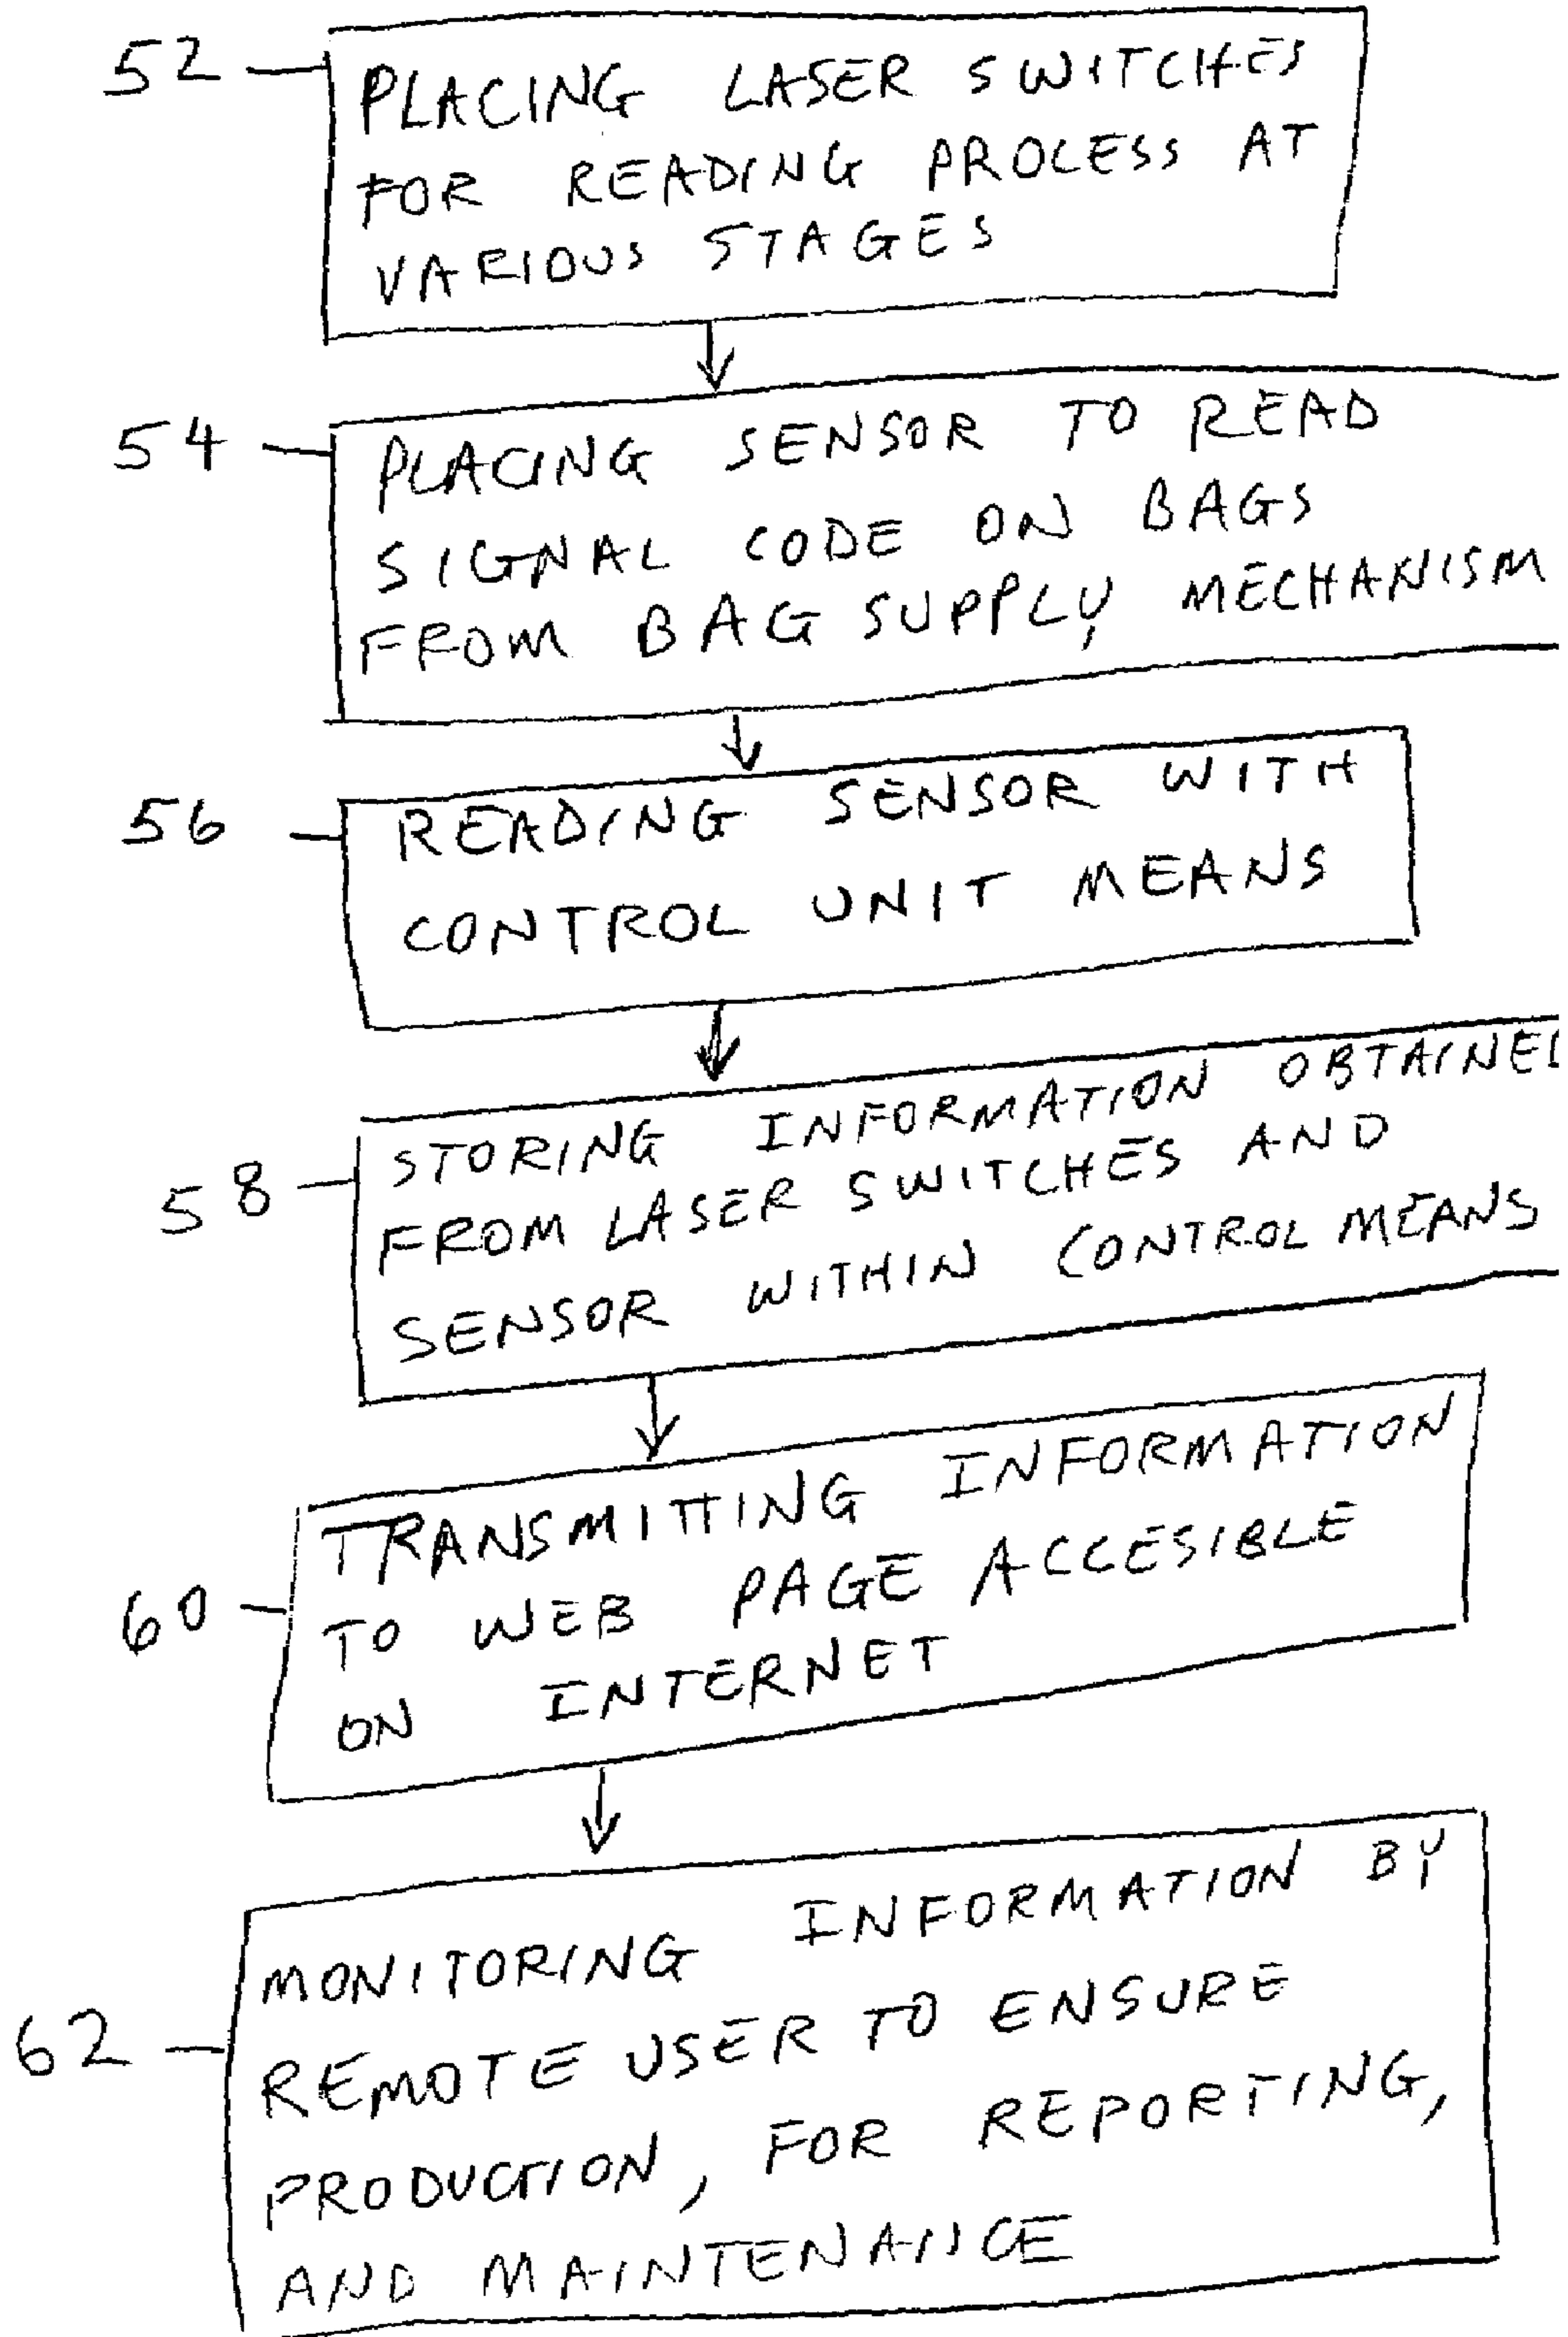 52
PLACING LASER SWITCHES
FOR READING PROCESS AT
VARIOUS STAGES
54
PLACING SENSOR TO READ
SIGNAL CODE ON BAGS
FROM BAG SUPPLY MECHANISM
56
READING SENSOR WITH
CONTROL UNIT MEANS
58
STORING INFORMATION OBTAINED
FROM LASER SWITCHES AND
SENSOR WITHIN CONTROL MEANS
60
TRANSMITTING INFORMATION
TO WEB PAGE ACCESIBLE
ON INTERNET
62
MONITORING INFORMATION BY
REMOTE USER TO ENSURE
PRODUCTION, FOR REPORTING,
AND MAINTENANCE